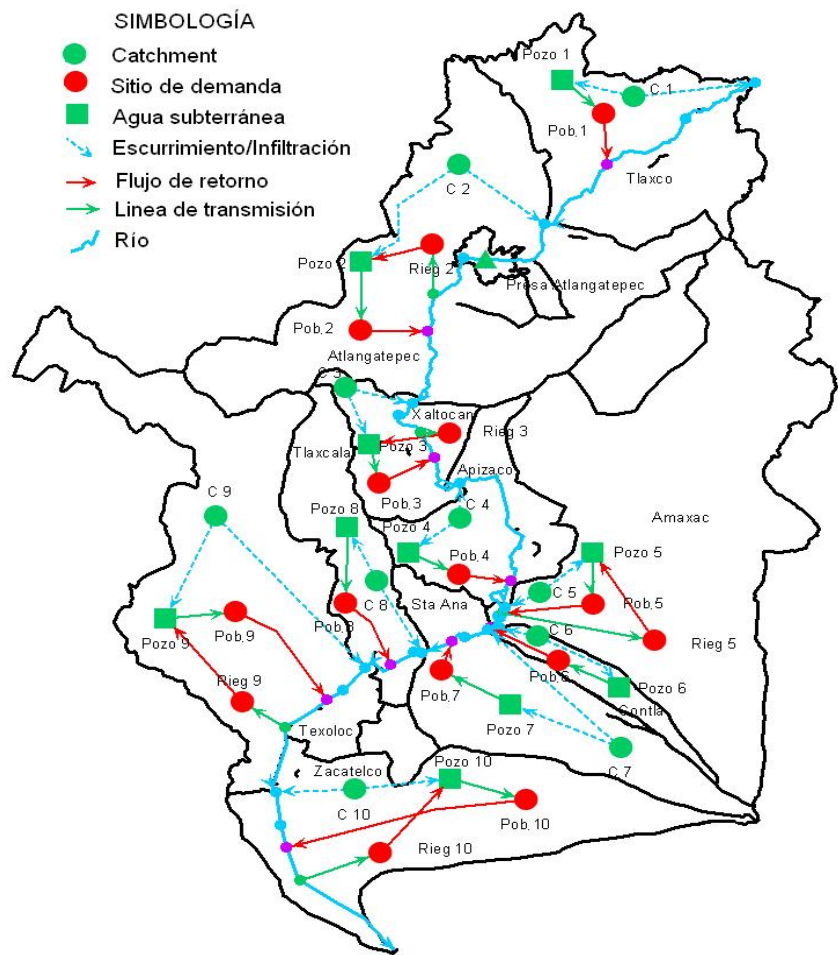 SIMBOLOGÍA
Catchment
Sitio de demanda
Agua subterránea
Escurrimiento/Infiltración
Flujo de retorno
Linea de transmisión
Río
Pozo 1
C 1
Pob.1
Tlaxco
C 2
Pozo 2
Rieg 2
Presa Atlangatepec
Pob.2
Atlangatepec
C 3
Xaltocan
Rieg 3
Tlaxcala
Pozo 3
Apizaco
Pob.3
C 9
Pozo 8
Pozo 4
C 4
Amaxac
Pob.4
Pozo 5
C 8
Sta Ana
C 5
Pob.5
Pozo 9
Pob.9
Pob.8
C 6
Rieg 5
Rieg 9
Pob.7
Pob.6
Pozo 6
Contla
Texoloc
Pozo 7
Zacatelco
Pozo 10
C 7
C 10
Pob.10
Rieg 10